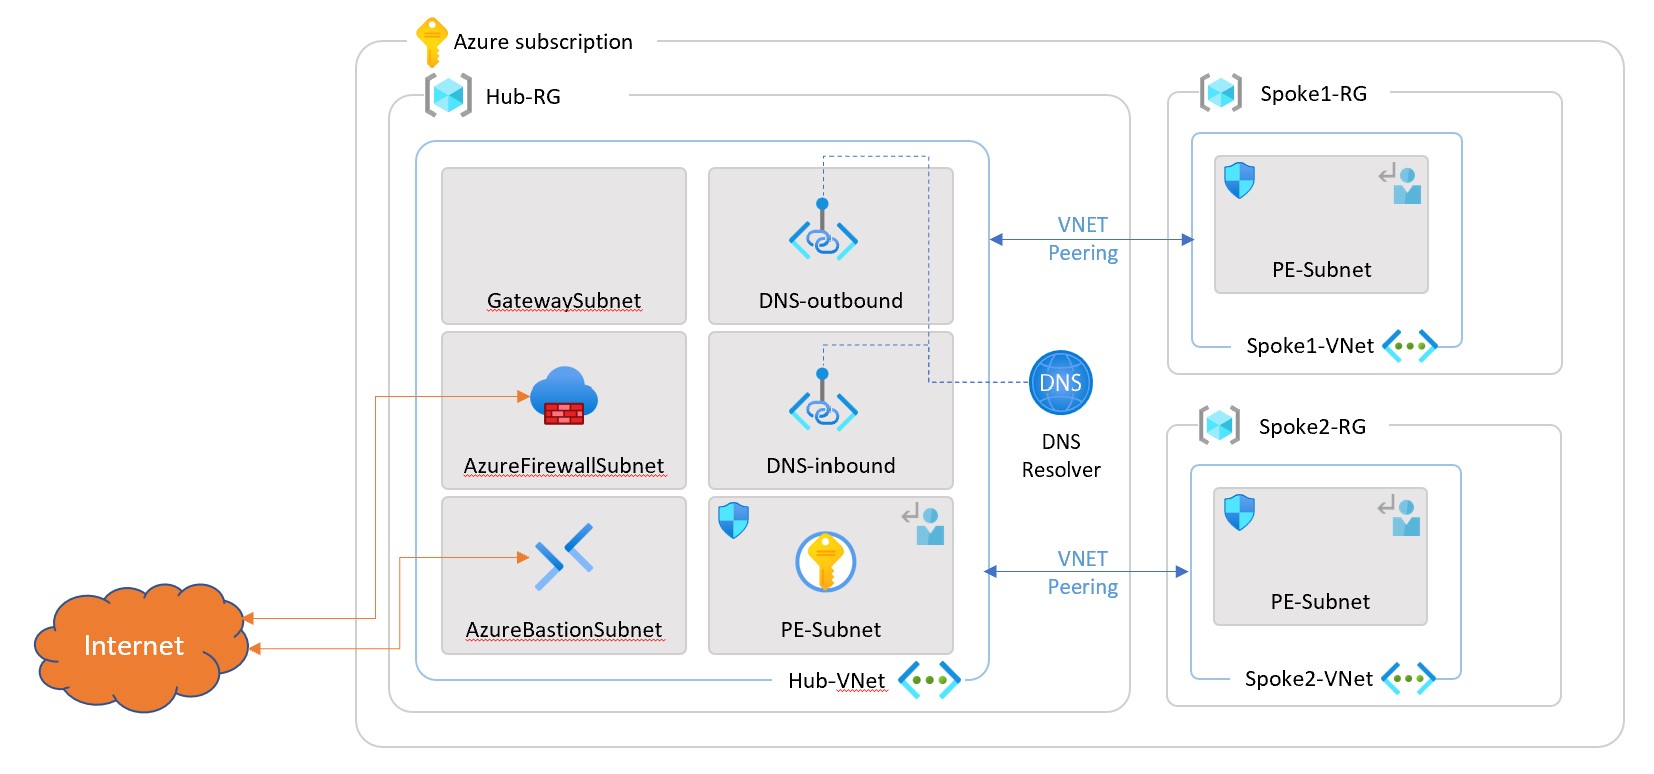 Azure subscription
Hub-RG
GatewaySubnet
DNS-outbound
AzureFirewallSubnet
DNS-inbound
AzureBastionSubnet
PE-Subnet
Hub-VNet
DNS
DNS
Resolver
VNET
Peering
VNET
Peering
Spoke1-RG
PE-Subnet
Spoke1-VNet
Spoke2-RG
PE-Subnet
Spoke2-VNet
Internet